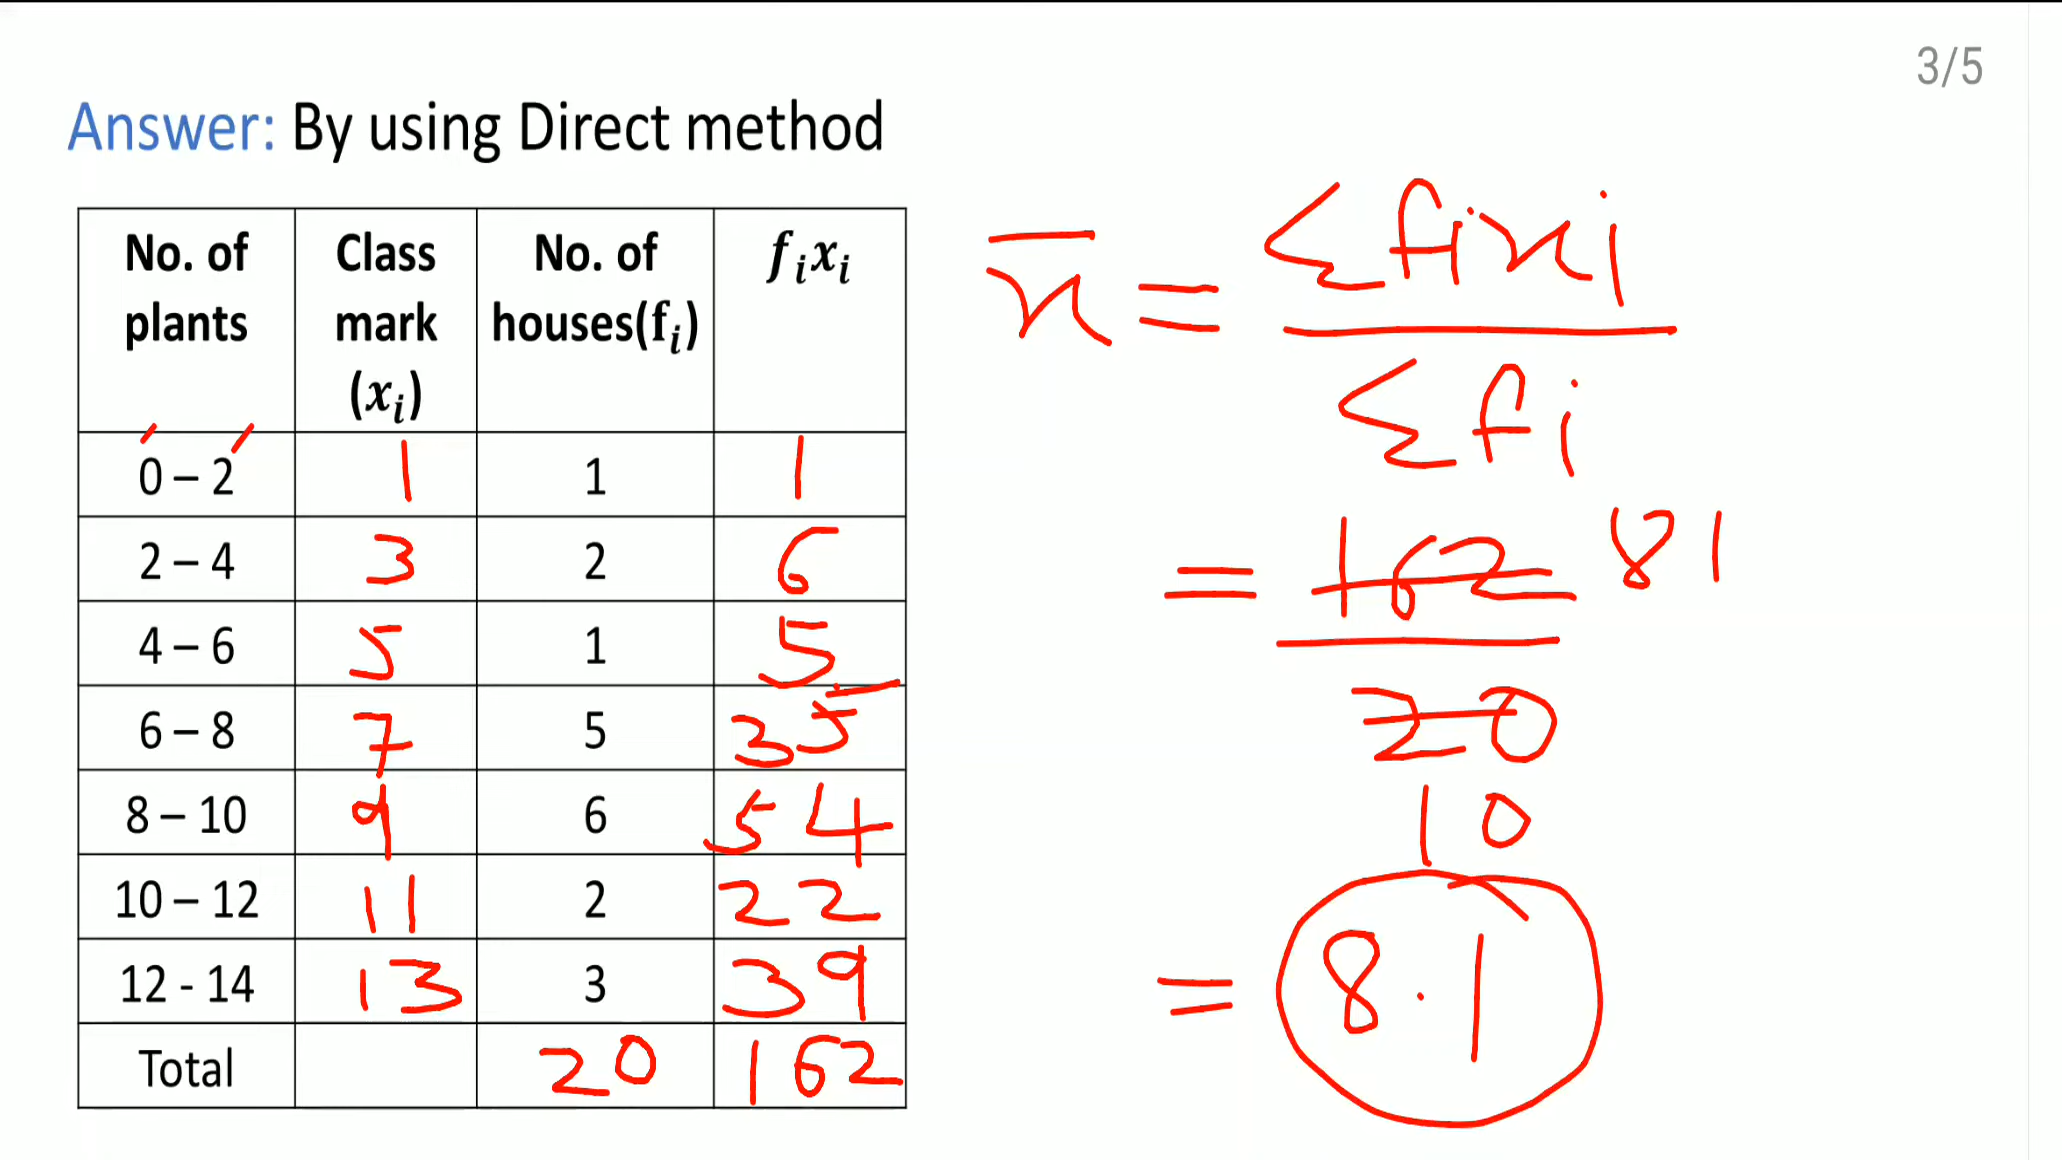 3/5
Answer: By using Direct method
No. of plants | Class mark (xᵢ) | No. of houses(fᵢ) | fᵢxᵢ
0 – 2 | 1 | 1 | 1
2 – 4 | 3 | 2 | 6
4 – 6 | 5 | 1 | 5
6 – 8 | 7 | 5 | 35
8 – 10 | 9 | 6 | 54
10 – 12 | 11 | 2 | 22
12 - 14 | 13 | 3 | 39
Total | | 20 | 162
x̄ = Σfixi
Σfi
= 162 81
20
10
= 8.1